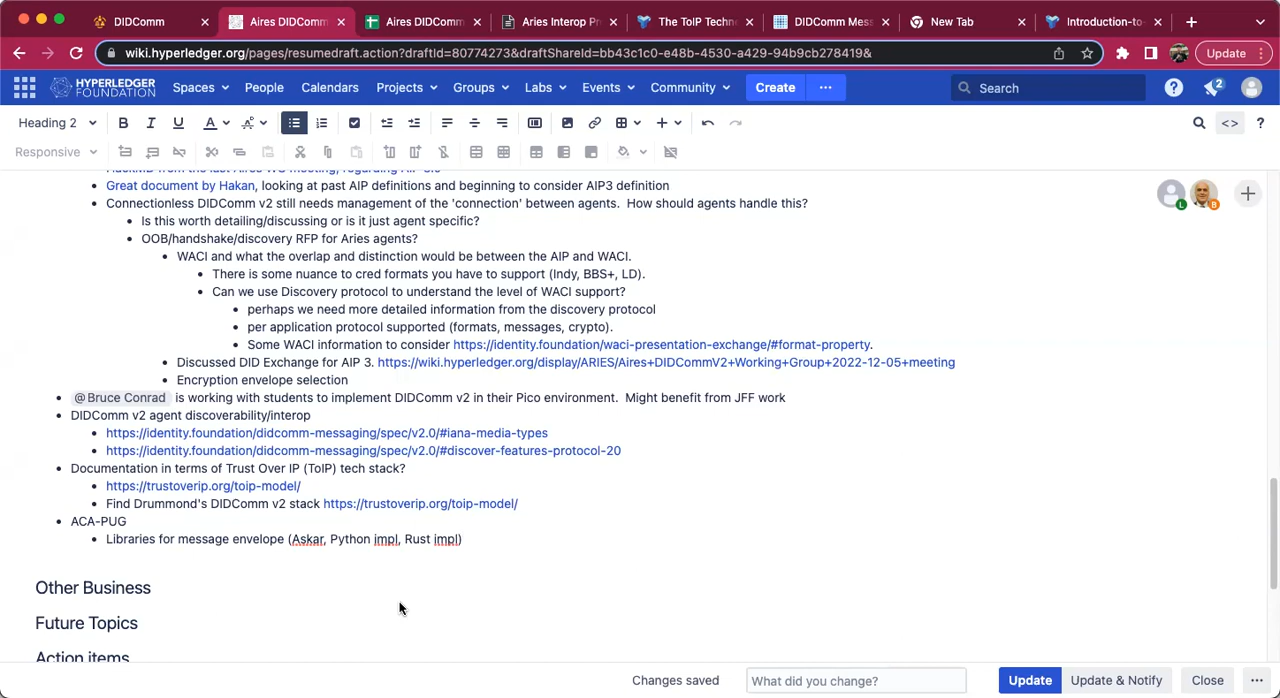 DIDComm
Aires DIDComm
Aires DIDComm
Aries Interop Pr
The ToIP Techn
DIDComm Mess
New Tab
Introduction-to-
wiki.hyperledger.org/pages/resumedraft.action?draftId=80774273&draftShareId=bb43c1c0-e48b-4530-a429-94b9cb278419&
Update
HYPERLEDGER FOUNDATION
Spaces
People
Calendars
Projects
Groups
Labs
Events
Community
Create
Search
2
Heading 2
Responsive
Great document by Hakan, looking at past AIP definitions and beginning to consider AIP3 definition
Connectionless DIDComm v2 still needs management of the 'connection' between agents.  How should agents handle this?
Is this worth detailing/discussing or is it just agent specific?
OOB/handshake/discovery RFP for Aries agents?
WACI and what the overlap and distinction would be between the AIP and WACI.
There is some nuance to cred formats you have to support (Indy, BBS+, LD).
Can we use Discovery protocol to understand the level of WACI support?
perhaps we need more detailed information from the discovery protocol
per application protocol supported (formats, messages, crypto).
Some WACI information to consider https://identity.foundation/waci-presentation-exchange/#format-property.
Discussed DID Exchange for AIP 3. https://wiki.hyperledger.org/display/ARIES/Aires+DIDCommV2+Working+Group+2022-12-05+meeting
Encryption envelope selection
@Bruce Conrad is working with students to implement DIDComm v2 in their Pico environment.  Might benefit from JFF work
DIDComm v2 agent discoverability/interop
https://identity.foundation/didcomm-messaging/spec/v2.0/#iana-media-types
https://identity.foundation/didcomm-messaging/spec/v2.0/#discover-features-protocol-20
Documentation in terms of Trust Over IP (ToIP) tech stack?
https://trustoverip.org/toip-model/
Find Drummond's DIDComm v2 stack https://trustoverip.org/toip-model/
ACA-PUG
Libraries for message envelope (Askar, Python impl, Rust impl)
L
B
Other Business
Future Topics
Action items
Changes saved
What did you change?
Update
Update & Notify
Close